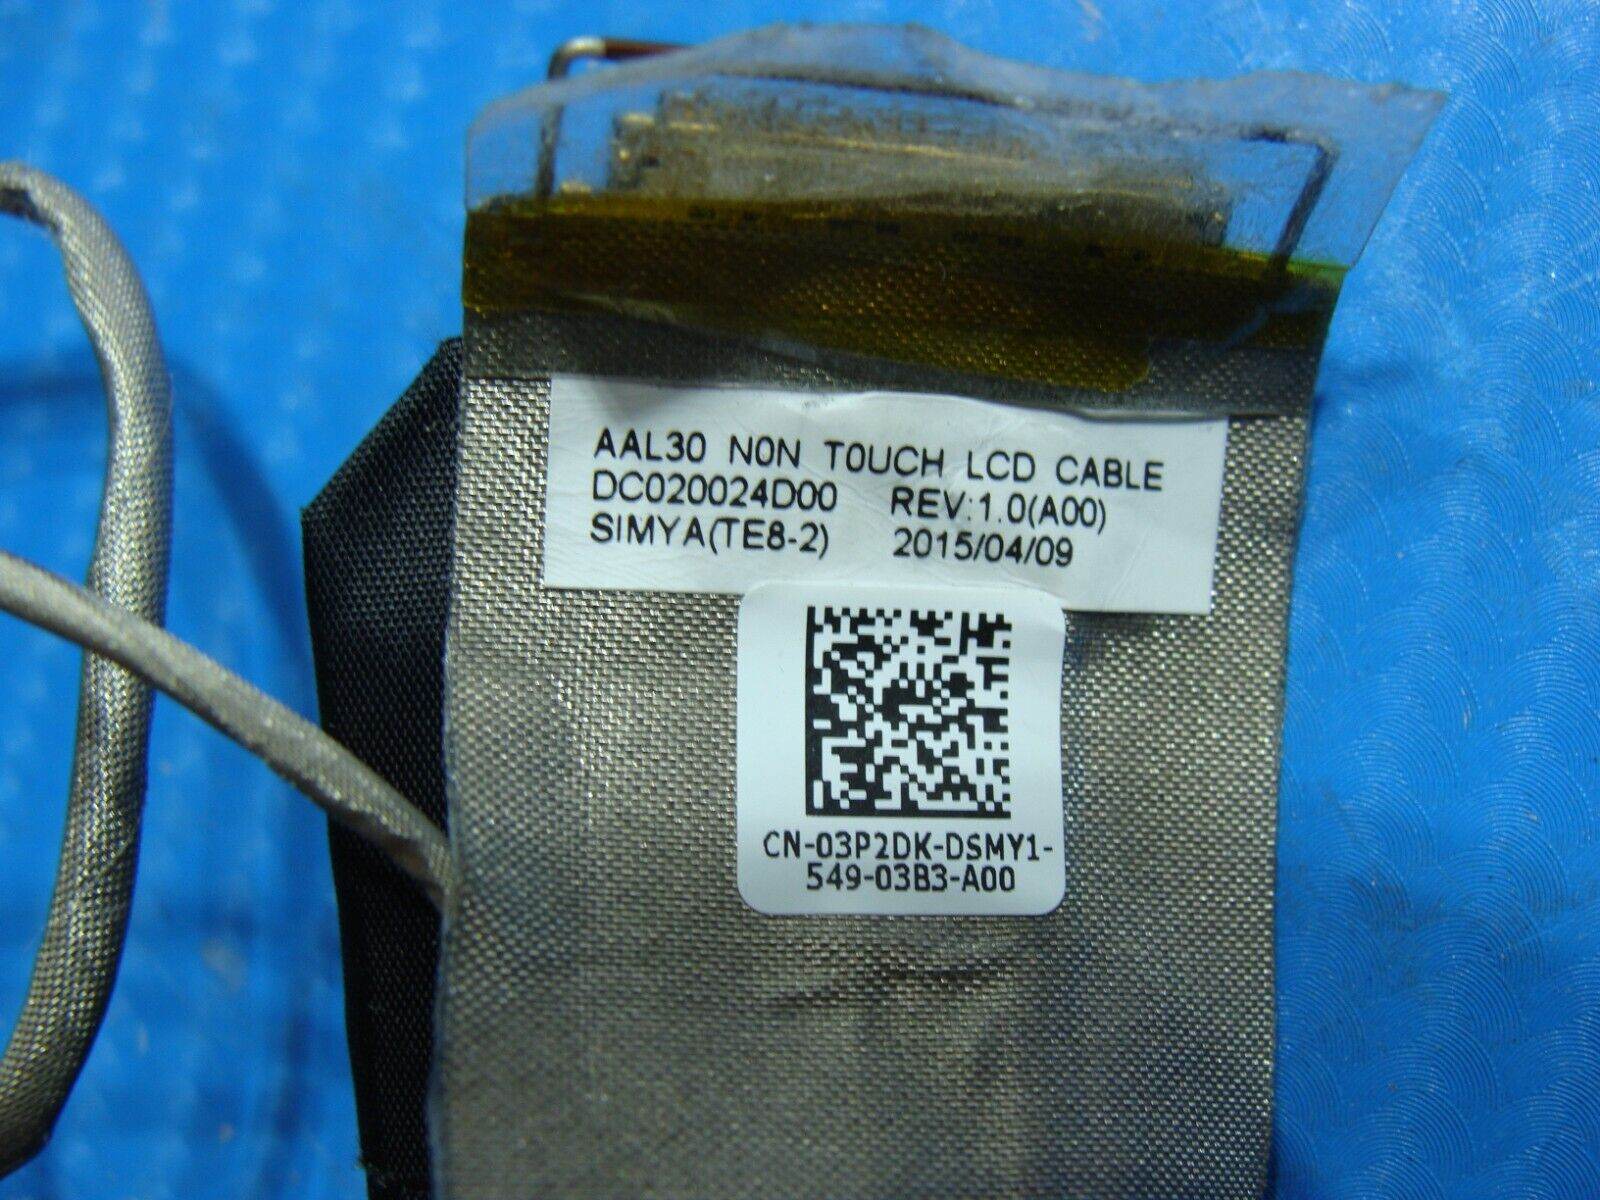 AAL30 NON TOUCH LCD CABLE
DC020024D00 REV:1.0(A00)
SIMYA(TE8-2) 2015/04/09
CN-03P2DK-DSMY1-
549-03B3-A00